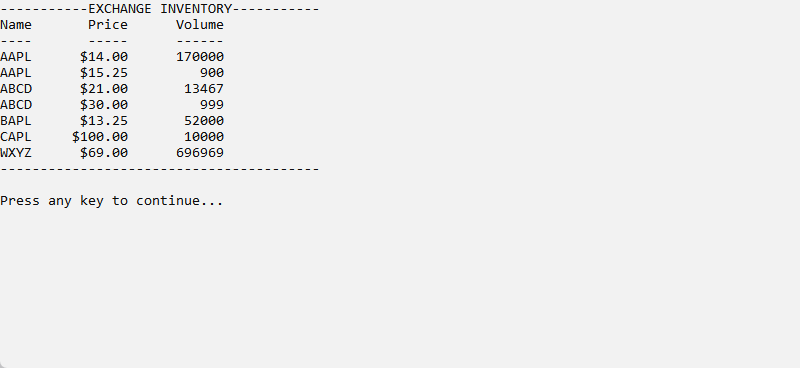 -----------EXCHANGE INVENTORY-----------
Name       Price      Volume
----       -----      ------
AAPL      $14.00      170000
AAPL      $15.25         900
ABCD      $21.00       13467
ABCD      $30.00         999
BAPL      $13.25       52000
CAPL     $100.00       10000
WXYZ      $69.00      696969
----------------------------------------
Press any key to continue...